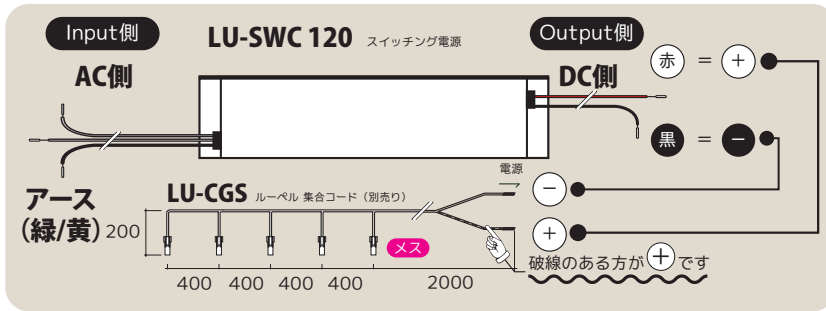 Input側
LU-SWC 120 スイッチング電源
Output側
AC側
DC側
赤 = +
黒 = −
アース
(緑/黄)
LU-CGS ルーペル 集合コード（別売り）
電源
−
+
200
メス
破線のある方が+です
400 400 400 400 2000